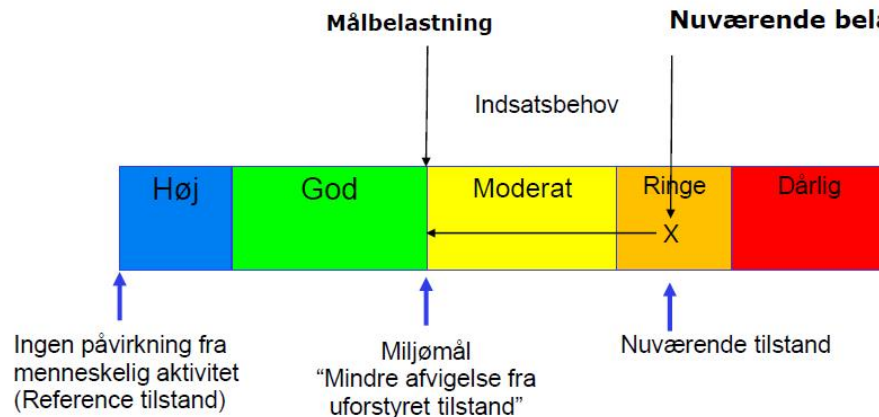 Målbelastning
Nuværende bela
Indsatsbehov
Høj
God
Moderat
Ringe
Dårlig
X
Ingen påvirkning fra
menneskelig aktivitet
(Reference tilstand)
Miljømål
“Mindre afvigelse fra
uforstyret tilstand”
Nuværende tilstand